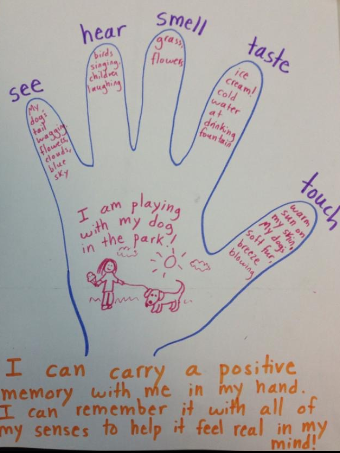 see
My
dogs
tail
wagging,
flowers,
clouds,
blue
sky
hear
birds
singing,
children
laughing
smell
grass,
flowers
taste
ice
cream!
cold
water
at
drinking
fountain
touch
warm
sun on
my skin,
My dogs
soft fur,
breeze
blowing
I am playing
with my dog
in the park!
I can carry a positive
memory with me in my hand.
I can remember it with all of
my senses to help it feel real in my
mind!